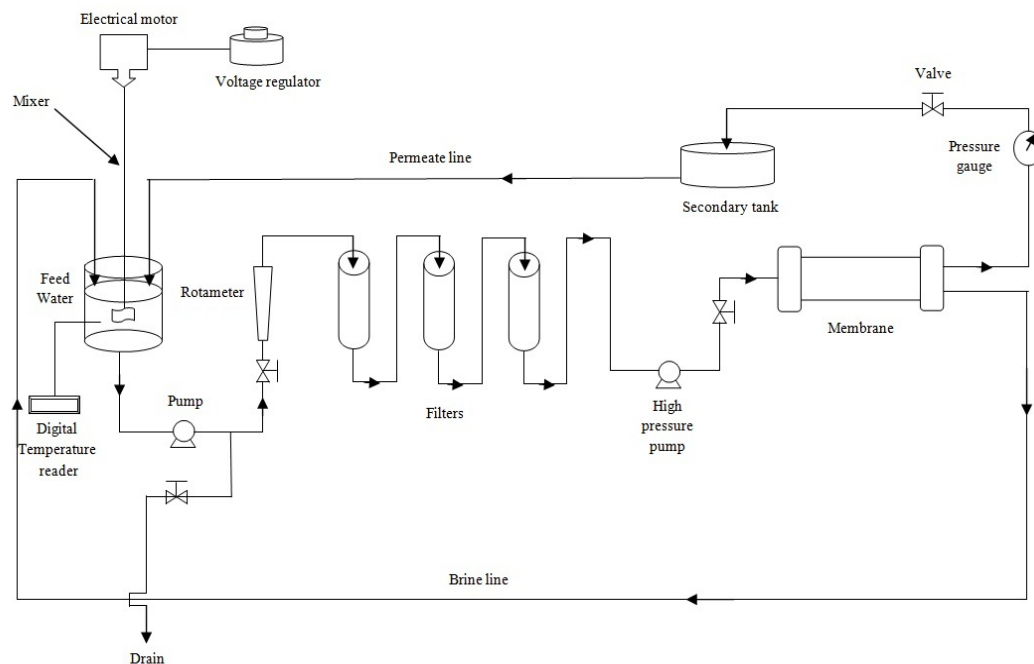 Electrical motor
Voltage regulator
Mixer
Valve
Pressure
gauge
Permeate line
Secondary tank
Feed
Water
Rotameter
Membrane
Pump
Filters
High
pressure
pump
Digital
Temperature
reader
Brine line
Drain